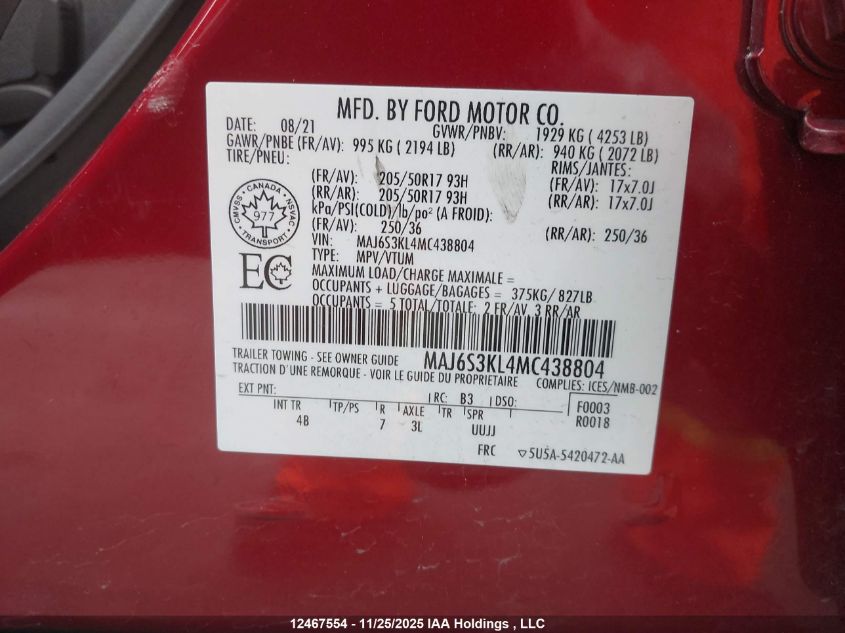 MFD. BY FORD MOTOR CO.
DATE: 08/21 GVWR/PNBV: 1929 KG ( 4253 LB)
GAWR/PNBE (FR/AV): 995 KG ( 2194 LB) (RR/AR): 940 KG ( 2072 LB)
TIRE/PNEU: RIMS/JANTES:
(FR/AV): 205/50R17 93H (FR/AV): 17x7.0J
(RR/AR): 205/50R17 93H (RR/AR): 17x7.0J
kPa/PSI(COLD)/lb/po² (A FROID):
(FR/AV): 250/36 (RR/AR): 250/36
VIN: MAJ6S3KL4MC438804
TYPE: MPV/VTUM
CANADA
CMVSS NSVAC
977
TRANSPORT
EC
MAXIMUM LOAD/CHARGE MAXIMALE =
OCCUPANTS + LUGGAGE/BAGAGES = 375KG/ 827LB
OCCUPANTS = 5 TOTAL/TOTALE: 2 FR/AV, 3 RR/AR
TRAILER TOWING - SEE OWNER GUIDE MAJ6S3KL4MC438804
TRACTION D'UNE REMORQUE - VOIR LE GUIDE DU PROPRIETAIRE COMPLIES: ICES/NMB-002
EXT PNT: RC: B3 DSO:
INT TR TP/PS R AXLE TR SPR F0003
4B 7 3L UUJJ R0018
FRC ▽5U5A-5420472-AA
12467554 - 11/25/2025 IAA Holdings , LLC